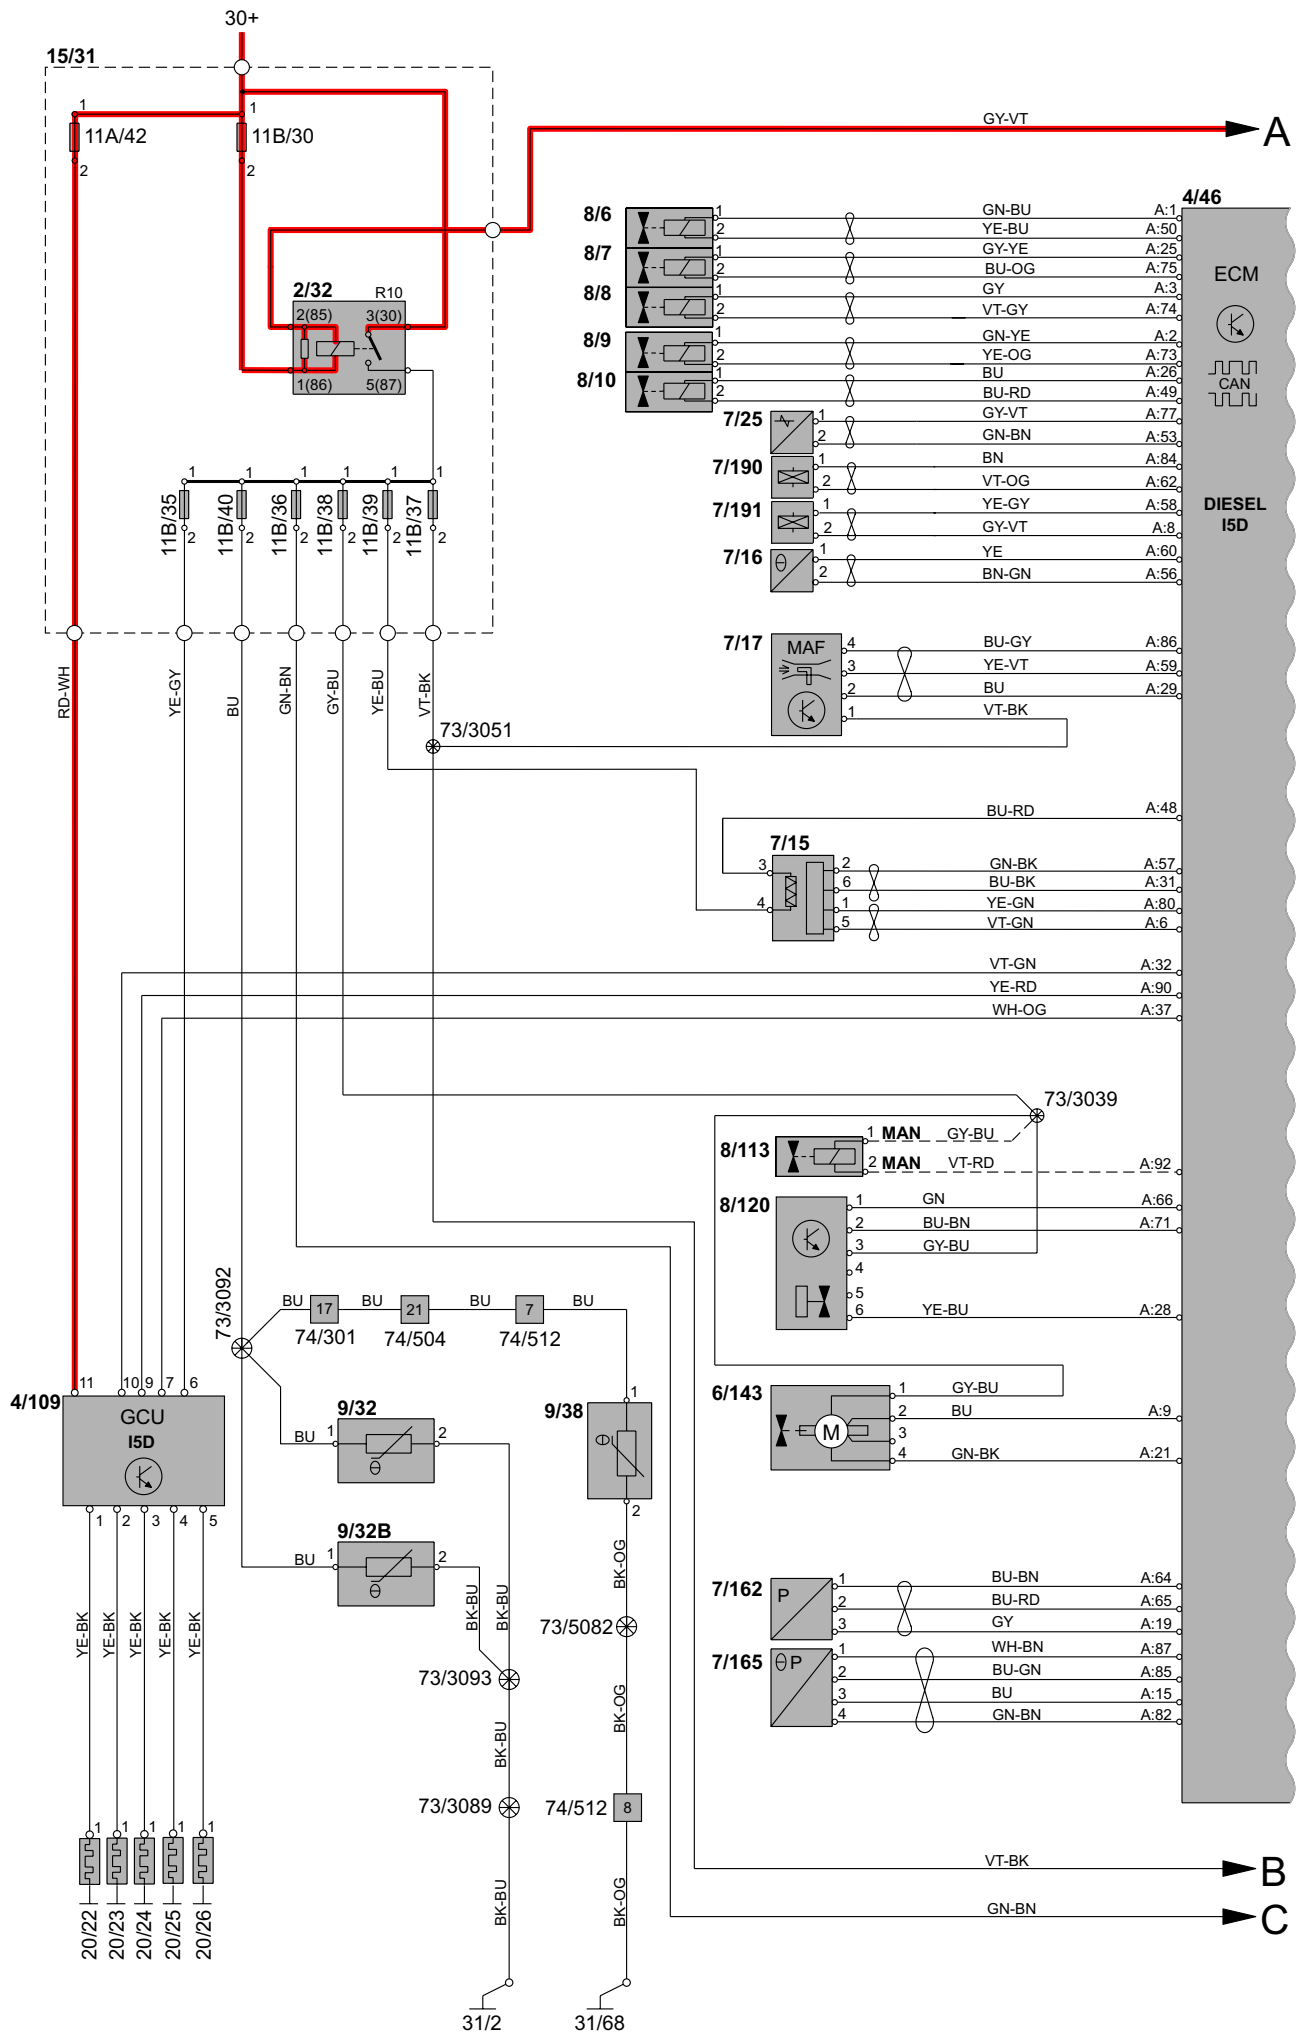 30+
15/31
1
1
11A/42
11B/30
2
2
GY-VT
A
2/32
R10
2(85)
3(30)
1(86)
5(87)
1 1 1 1 1 1
11B/35
11B/40
11B/36
11B/38
11B/39
11B/37
2 2 2 2 2 2
RD-WH
YE-GY
BU
GN-BN
GY-BU
YE-BU
VT-BK
4/46
ECM
CAN
DIESEL
I5D
8/6
1 GN-BU A:1
2 YE-BU A:50
8/7
1 GY-YE A:25
2 BU-OG A:75
8/8
1 GY A:3
2 VT-GY A:74
8/9
1 GN-YE A:2
2 YE-OG A:73
8/10
1 BU A:26
2 BU-RD A:49
7/25
1 GY-VT A:77
2 GN-BN A:53
7/190
1 BN A:84
2 VT-OG A:62
7/191
1 YE-GY A:58
2 GY-VT A:8
7/16
θ
1 YE A:60
2 BN-GN A:56
7/17
MAF
4 BU-GY A:86
3 YE-VT A:59
2 BU A:29
1 VT-BK
73/3051
BU-RD A:48
7/15
3
4
2 GN-BK A:57
6 BU-BK A:31
1 YE-GN A:80
5 VT-GN A:6
VT-GN A:32
YE-RD A:90
WH-OG A:37
73/3039
8/113
1 MAN GY-BU
2 MAN VT-RD A:92
8/120
1 GN A:66
2 BU-BN A:71
3 GY-BU
4
5
6 YE-BU A:28
73/3092
BU 17 BU 21 BU 7 BU
74/301
74/504
74/512
6/143
M
1 GY-BU
2 BU A:9
3
4 GN-BK A:21
4/109
11 10 9 7 6
GCU
I5D
1 2 3 4 5
9/32
BU 1
2
θ
9/32B
BU 1
2
θ
9/38
1
θ
2
BK-OG
BK-BU
BK-BU
YE-BK
YE-BK
YE-BK
YE-BK
YE-BK
73/5082
7/162
P
1 BU-BN A:64
2 BU-RD A:65
3 GY A:19
7/165
θ P
1 WH-BN A:87
2 BU-GN A:85
3 BU A:15
4 GN-BN A:82
73/3093
BK-OG
BK-BU
73/3089
74/512
8
1 1 1 1 1
20/22
20/23
20/24
20/25
20/26
BK-BU
BK-OG
VT-BK
B
GN-BN
C
31/2
31/68